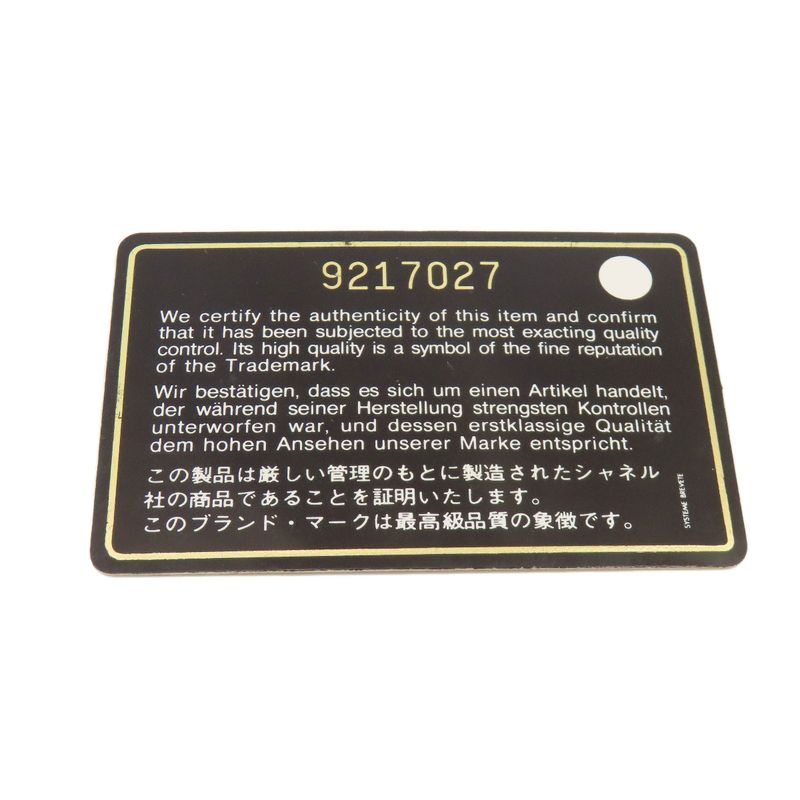 9217027
We certify the authenticity of this item and confirm
that it has been subjected to the most exacting quality
control. Its high quality is a symbol of the fine reputation
of the Trademark.
Wir bestätigen, dass es sich um einen Artikel handelt,
der während seiner Herstellung strengsten Kontrollen
unterworfen war, und dessen erstklassige Qualität
dem hohen Ansehen unserer Marke entspricht.
この製品は厳しい管理のもとに製造されたシャネル
社の商品であることを証明いたします。
このブランド・マークは最高級品質の象徴です。
SYSTEME BREVETE